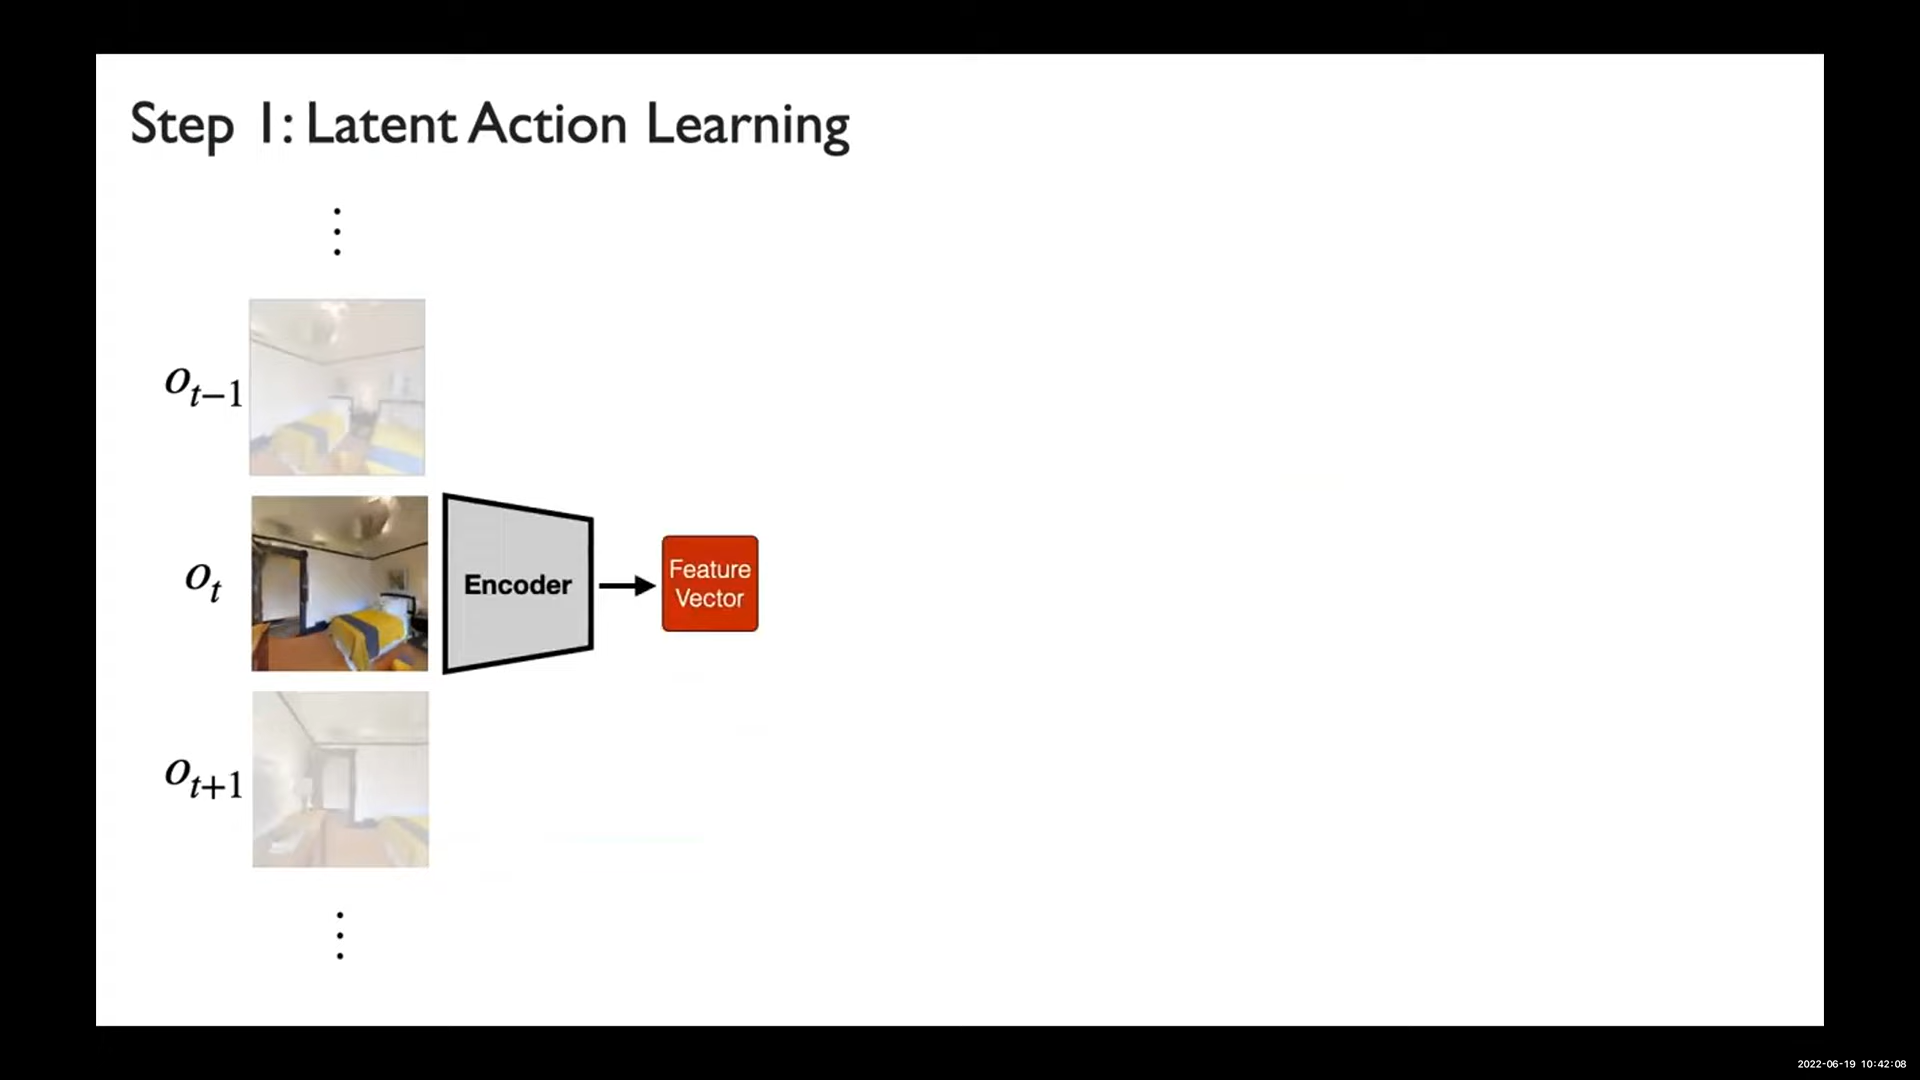 Step 1: Latent Action Learning
o_{t−1}
o_t
Encoder
Feature
Vector
o_{t+1}
2022-06-19 10:42:08